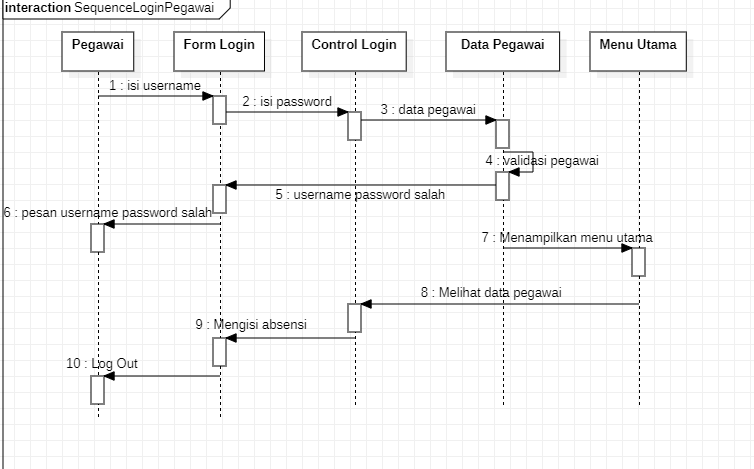 interaction SequenceLoginPegawai
Pegawai
Form Login
Control Login
Data Pegawai
Menu Utama
1 : isi username
2 : isi password
3 : data pegawai
4 : validasi pegawai
5 : username password salah
6 : pesan username password salah
7 : Menampilkan menu utama
8 : Melihat data pegawai
9 : Mengisi absensi
10 : Log Out